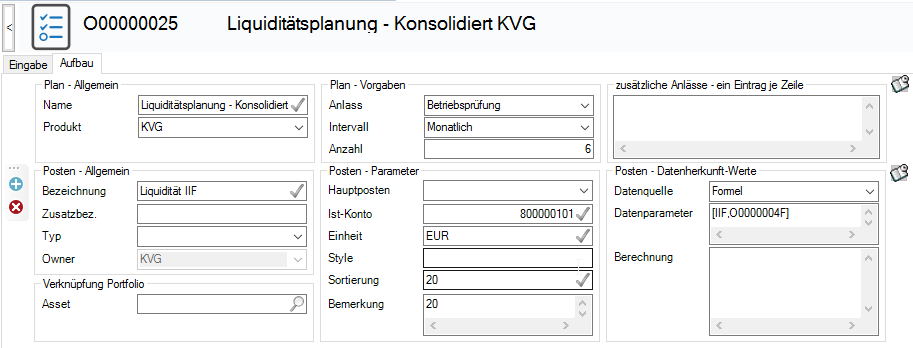 <
O00000025 Liquiditätsplanung - Konsolidiert KVG
Eingabe Aufbau
Plan - Allgemein
Name Liquiditätsplanung - Konsolidiert
Produkt KVG
Plan - Vorgaben
Anlass Betriebsprüfung
Intervall Monatlich
Anzahl 6
zusätzliche Anlässe - ein Eintrag je Zeile
Posten - Allgemein
Bezeichnung Liquidität IIF
Zusatzbez.
Typ
Owner KVG
Verknüpfung Portfolio
Asset
Posten - Parameter
Hauptposten
Ist-Konto 800000101
Einheit EUR
Style
Sortierung 20
Bemerkung 20
Posten - Datenherkunft-Werte
Datenquelle Formel
Datenparameter [IIF,O0000004F]
Berechnung